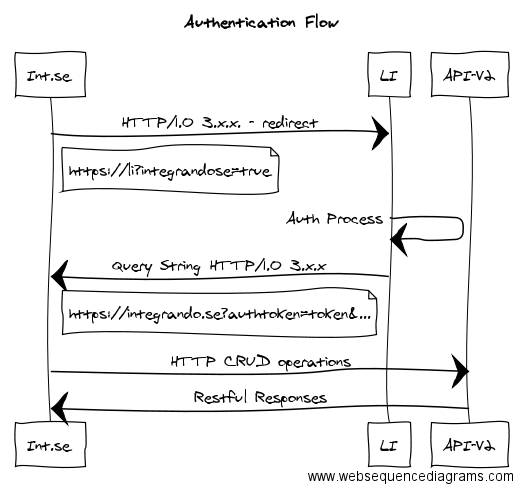 Authentication Flow
Int.se LI API-V2
HTTP/1.0 3.x.x. - redirect
https://li?integrandose=true
Auth Process
Query String HTTP/1.0 3.x.x
https://integrando.se?authtoken=token&...
HTTP CRUD operations
Restful Responses
Int.se LI API-V2
www.websequencediagrams.com